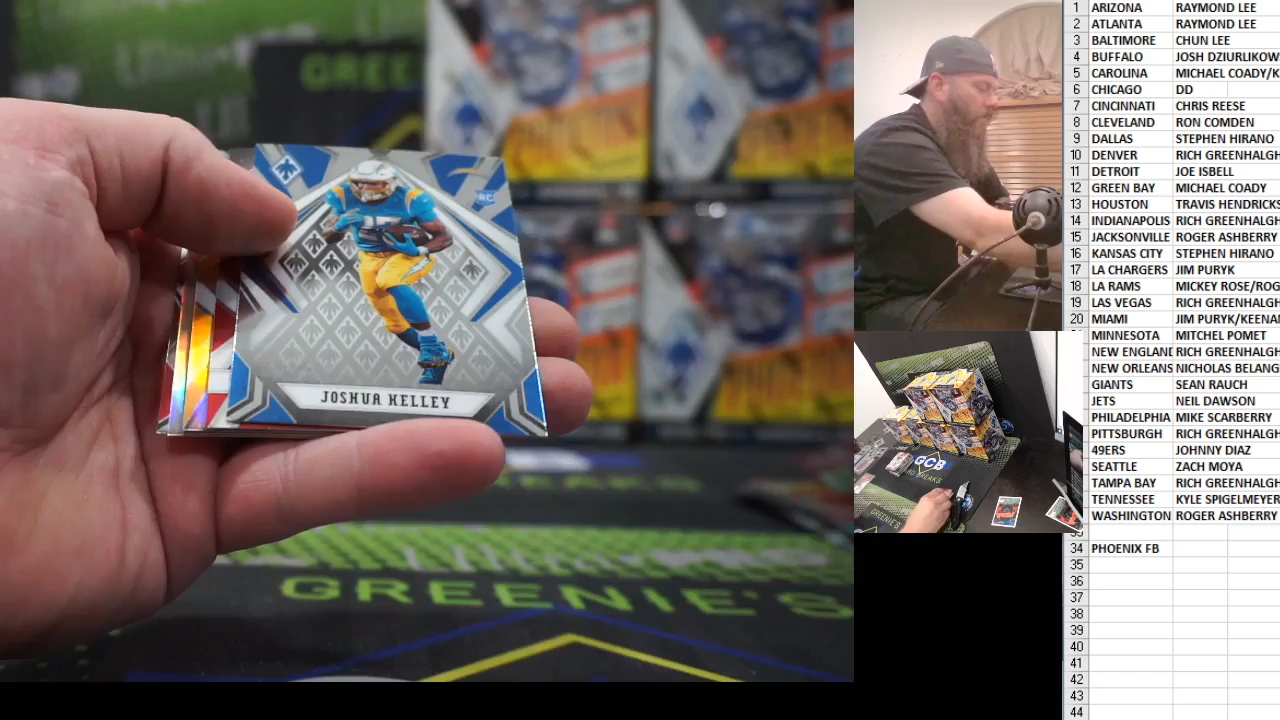 JOSHUA KELLEY
RC
GREENIE'S
GCB
BREAKS
GREENIE'S
1 ARIZONA RAYMOND LEE
2 ATLANTA RAYMOND LEE
3 BALTIMORE CHUN LEE
4 BUFFALO JOSH DZIURLIKOW
5 CAROLINA MICHAEL COADY/K
6 CHICAGO DD
7 CINCINNATI CHRIS REESE
8 CLEVELAND RON COMDEN
9 DALLAS STEPHEN HIRANO
10 DENVER RICH GREENHALGH
11 DETROIT JOE ISBELL
12 GREEN BAY MICHAEL COADY
13 HOUSTON TRAVIS HENDRICKS
14 INDIANAPOLIS RICH GREENHALGH
15 JACKSONVILLE ROGER ASHBERRY
16 KANSAS CITY STEPHEN HIRANO
17 LA CHARGERS JIM PURYK
18 LA RAMS MICKEY ROSE/ROG
19 LAS VEGAS RICH GREENHALGH
20 MIAMI JIM PURYK/KEENAN
MINNESOTA MITCHEL POMET
NEW ENGLAND RICH GREENHALGH
NEW ORLEANS NICHOLAS BELANG
GIANTS SEAN RAUCH
JETS NEIL DAWSON
PHILADELPHIA MIKE SCARBERRY
PITTSBURGH RICH GREENHALGH
49ERS JOHNNY DIAZ
SEATTLE ZACH MOYA
TAMPA BAY RICH GREENHALGH
TENNESSEE KYLE SPIGELMEYER
WASHINGTON ROGER ASHBERRY
34 PHOENIX FB
35
36
37
38
39
40
41
42
43
44